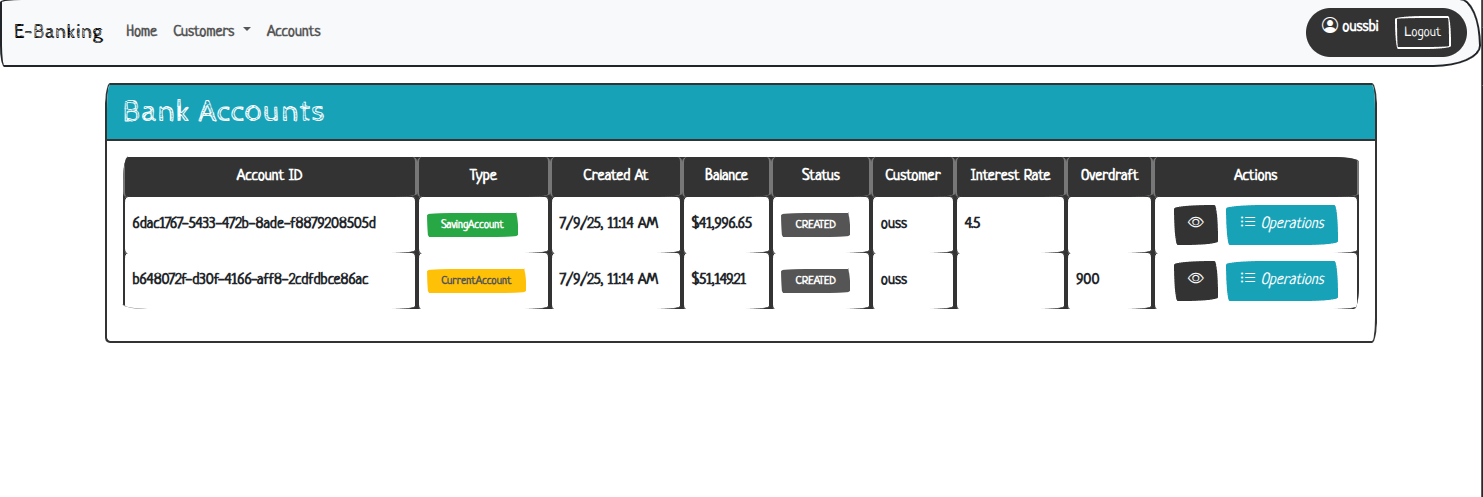 E-Banking Home Customers Accounts oussbi Logout
Bank Accounts
Account ID Type Created At Balance Status Customer Interest Rate Overdraft Actions
6dac1767-5433-472b-8ade-f8879208505d SavingAccount 7/9/25, 11:14 AM $41,996.65 CREATED ouss 4.5 Operations
b648072f-d30f-4166-aff8-2cdfdbce86ac CurrentAccount 7/9/25, 11:14 AM $51,149.21 CREATED ouss 900 Operations